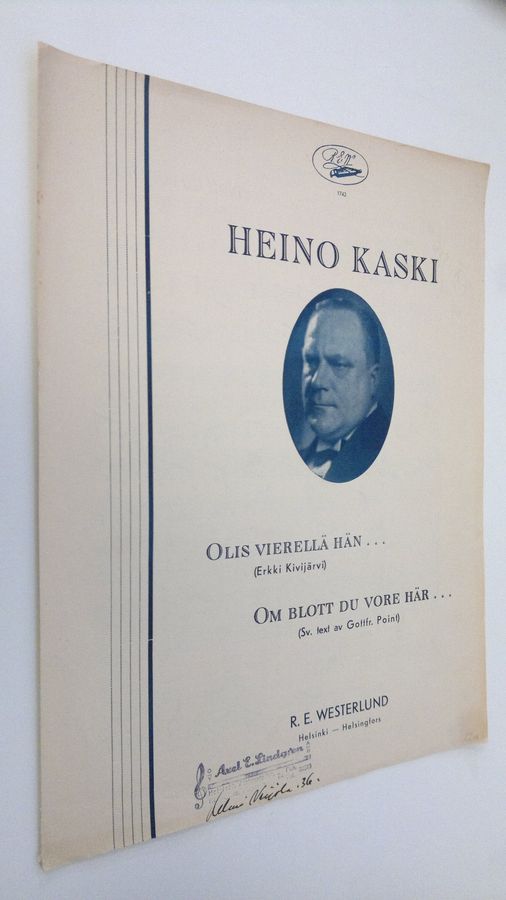 R. E. W.
1742
HEINO KASKI
OLIS VIERELLÄ HÄN . . .
(Erkki Kivijärvi)
OM BLOTT DU VORE HÄR . . .
(Sv. text av Gottfr. Point)
R. E. WESTERLUND
Helsinki — Helsingfors
Axel E. Lindgren
36.